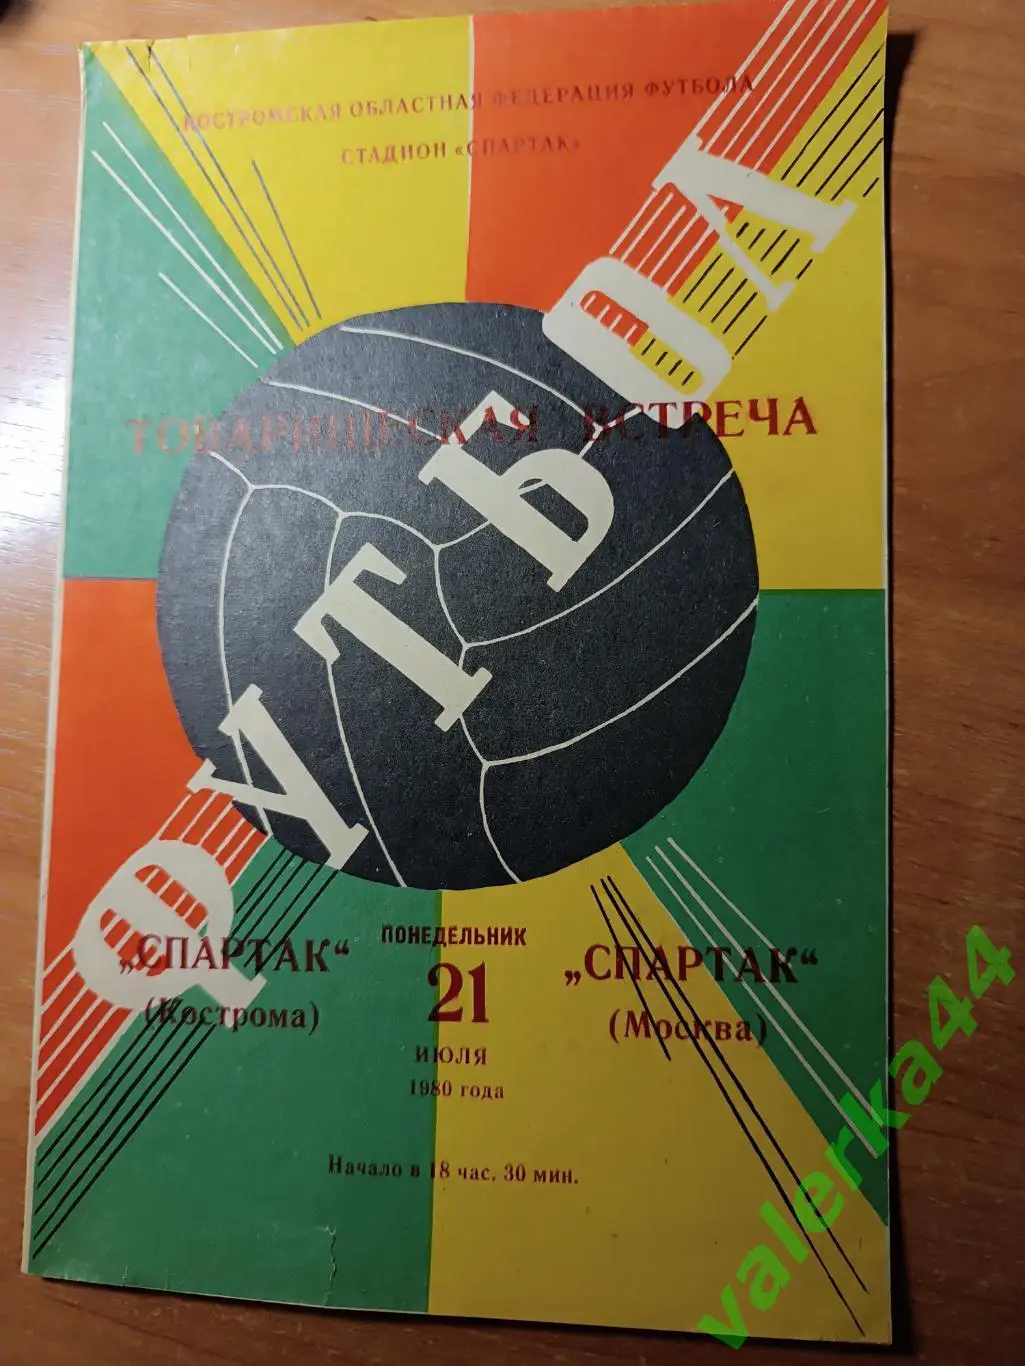 КОСТРОМСКАЯ ОБЛАСТНАЯ ФЕДЕРАЦИЯ ФУТБОЛА
СТАДИОН «СПАРТАК»
ФУТБОЛ
ТОВАРИЩЕСКАЯ ВСТРЕЧА
„СПАРТАК“
(Кострома)
ПОНЕДЕЛЬНИК
21
ИЮЛЯ
1980 года
„СПАРТАК“
(Москва)
Начало в 18 час. 30 мин.
valerka44